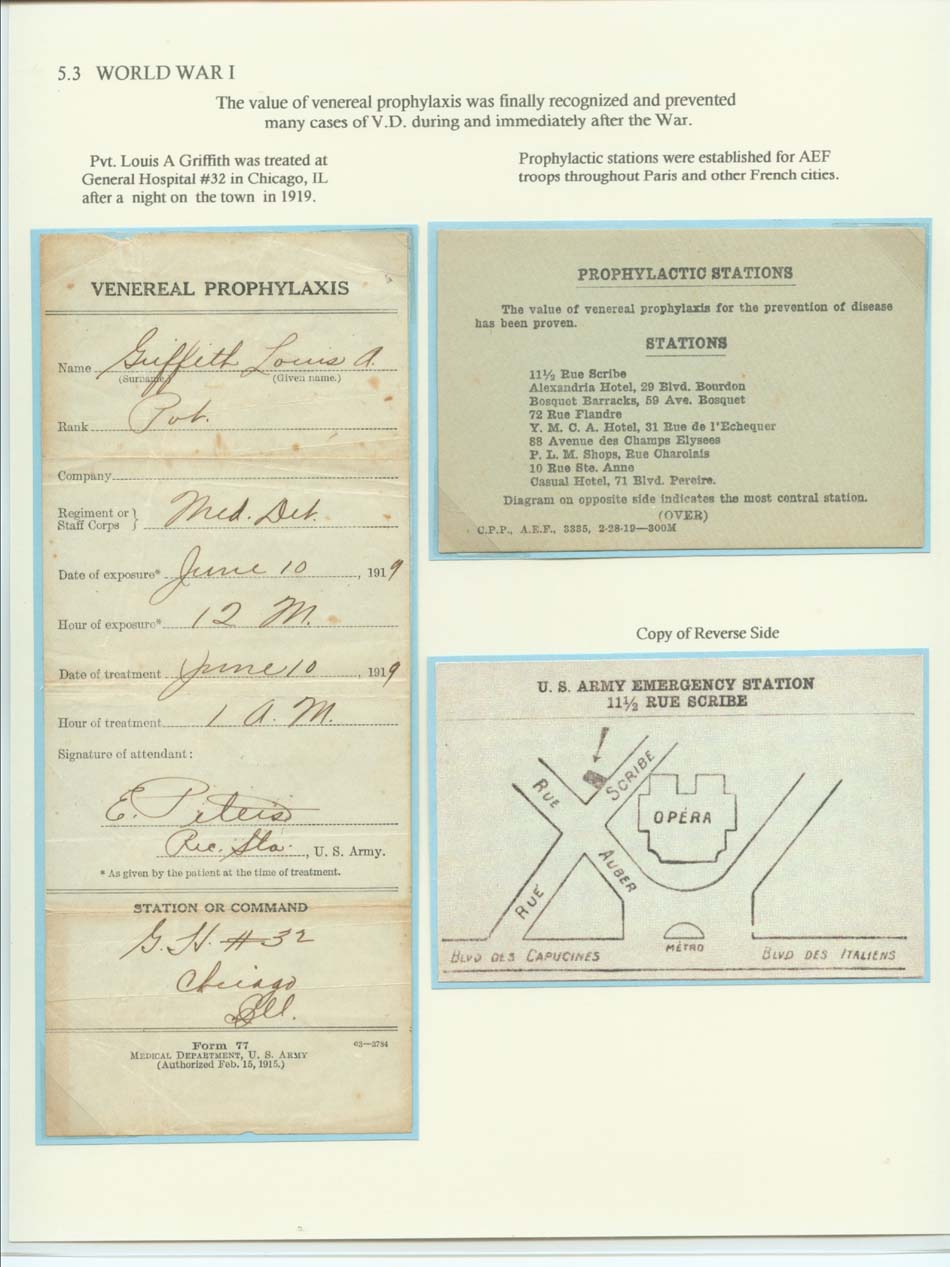 5.3 WORLD WAR I
The value of venereal prophylaxis was finally recognized and prevented
many cases of V.D. during and immediately after the War.
Pvt. Louis A Griffith was treated at
General Hospital #32 in Chicago, IL
after a night on the town in 1919.
Prophylactic stations were established for AEF
troops throughout Paris and other French cities.
VENEREAL PROPHYLAXIS
Name Griffith Louis A.
(Surname.) (Given name.)
Rank Pvt.
Company
Regiment or } Med. Det.
Staff Corps
Date of exposure* June 10, 1919
Hour of exposure* 12 M.
Date of treatment June 10, 1919
Hour of treatment 1 A.M.
Signature of attendant:
E. Peters
Rec. Sta., U. S. Army.
* As given by the patient at the time of treatment.
STATION OR COMMAND
G.H. #32
Chicago
Ill.
Form 77
MEDICAL DEPARTMENT, U. S. ARMY
(Authorized Feb. 15, 1915.)
63—3784
PROPHYLACTIC STATIONS
The value of venereal prophylaxis for the prevention of disease
has been proven.
STATIONS
11½ Rue Scribe
Alexandria Hotel, 29 Blvd. Bourdon
Bosquet Barracks, 59 Ave. Bosquet
72 Rue Flandre
Y. M. C. A. Hotel, 31 Rue de l'Echequer
88 Avenue des Champs Elysees
P. L. M. Shops, Rue Charolais
10 Rue Ste. Anne
Casual Hotel, 71 Blvd. Pereire.
Diagram on opposite side indicates the most central station.
(OVER)
C.P.P., A.E.F., 3335, 2-28-19—300M
Copy of Reverse Side
U. S. ARMY EMERGENCY STATION
11½ RUE SCRIBE
RUE SCRIBE
OPÉRA
RUE AUBER
MÉTRO
BLVD DES CAPUCINES
BLVD DES ITALIENS